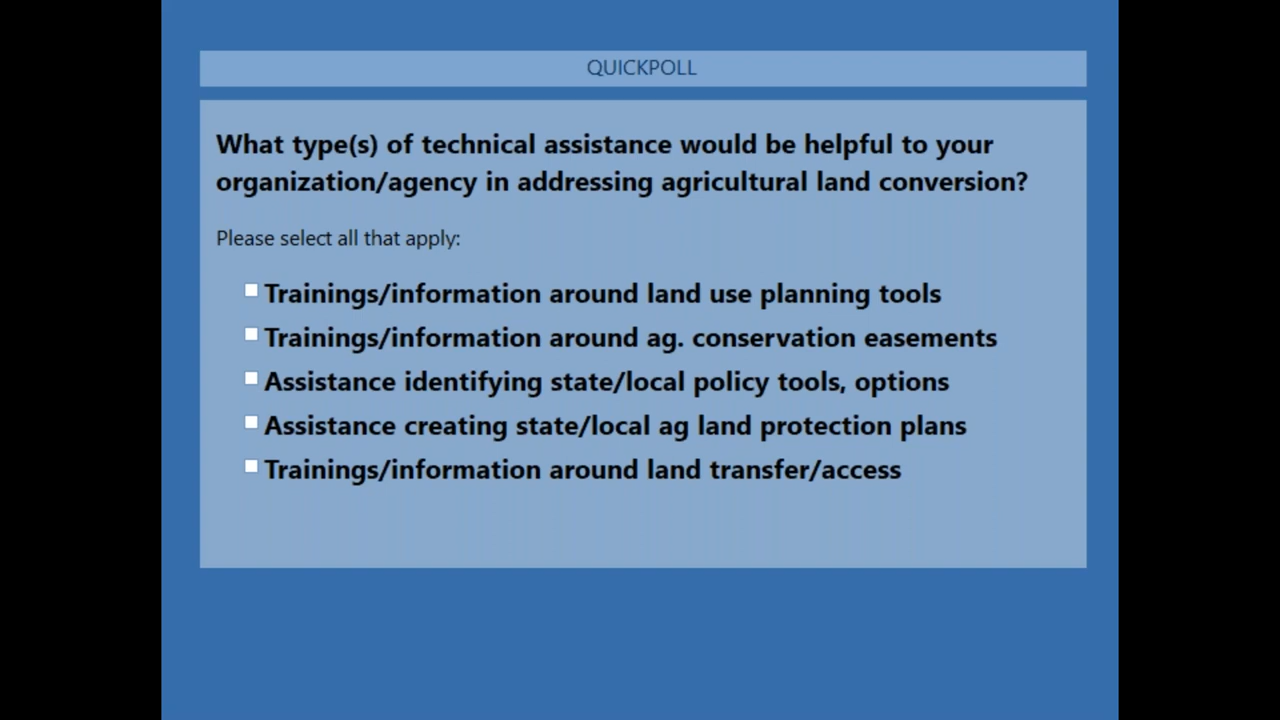 QUICKPOLL
What type(s) of technical assistance would be helpful to your
organization/agency in addressing agricultural land conversion?
Please select all that apply:
Trainings/information around land use planning tools
Trainings/information around ag. conservation easements
Assistance identifying state/local policy tools, options
Assistance creating state/local ag land protection plans
Trainings/information around land transfer/access